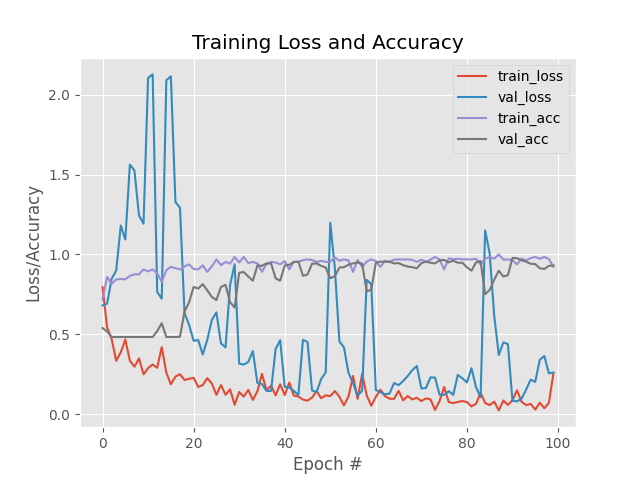 Training Loss and Accuracy
train_loss
val_loss
train_acc
val_acc
2.0
1.5
1.0
0.5
0.0
Loss/Accuracy
0
20
40
60
80
100
Epoch #